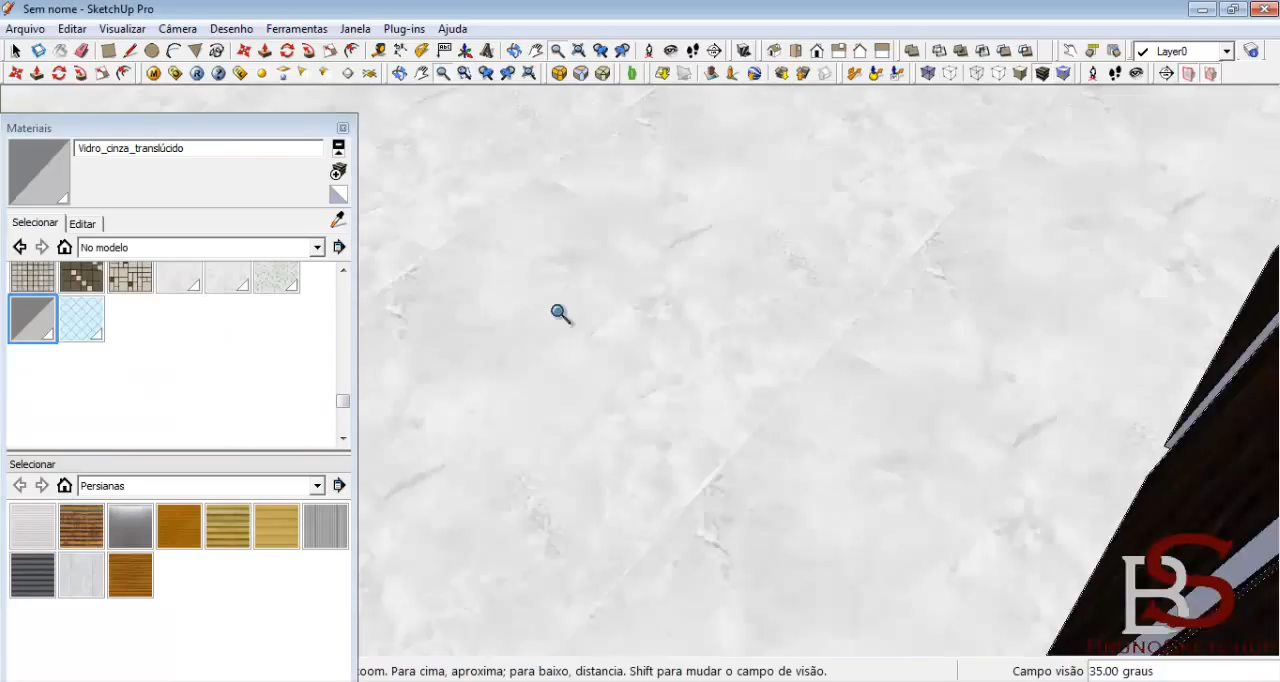 Sem nome - SketchUp Pro
Arquivo Editar Visualizar Câmera Desenho Ferramentas Janela Plug-ins Ajuda
Layer0
Materiais
Vidro_cinza_translúcido
Selecionar Editar
No modelo
Selecionar
Persianas
BS
zoom. Para cima, aproxima; para baixo, distancia. Shift para mudar o campo de visão.
Campo visão 35.00 graus